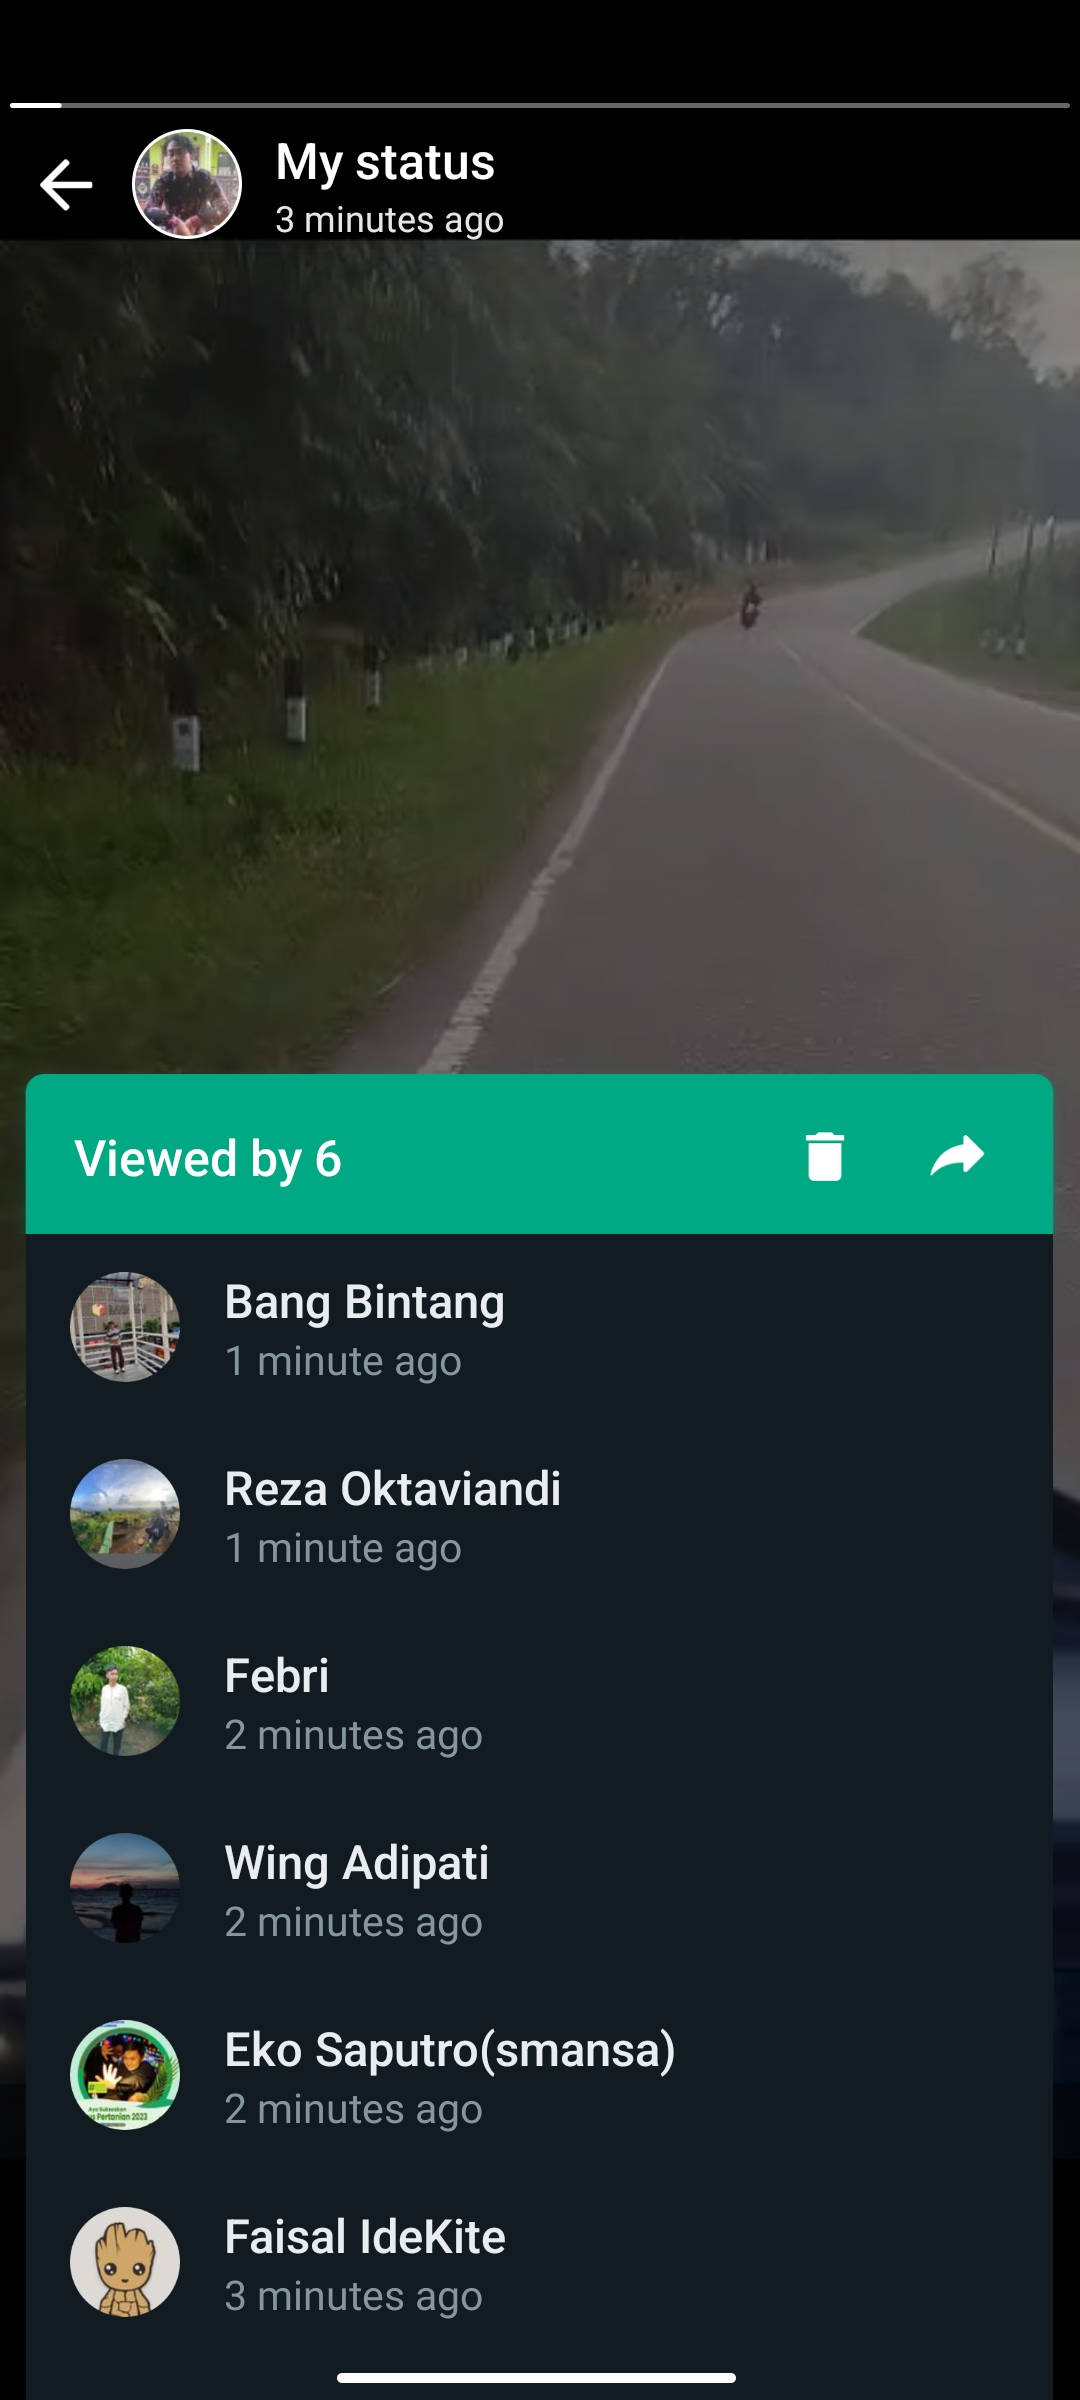 My status
3 minutes ago
Viewed by 6
Bang Bintang
1 minute ago
Reza Oktaviandi
1 minute ago
Febri
2 minutes ago
Wing Adipati
2 minutes ago
Eko Saputro(smansa)
2 minutes ago
Pertanian 2023
Faisal IdeKite
3 minutes ago